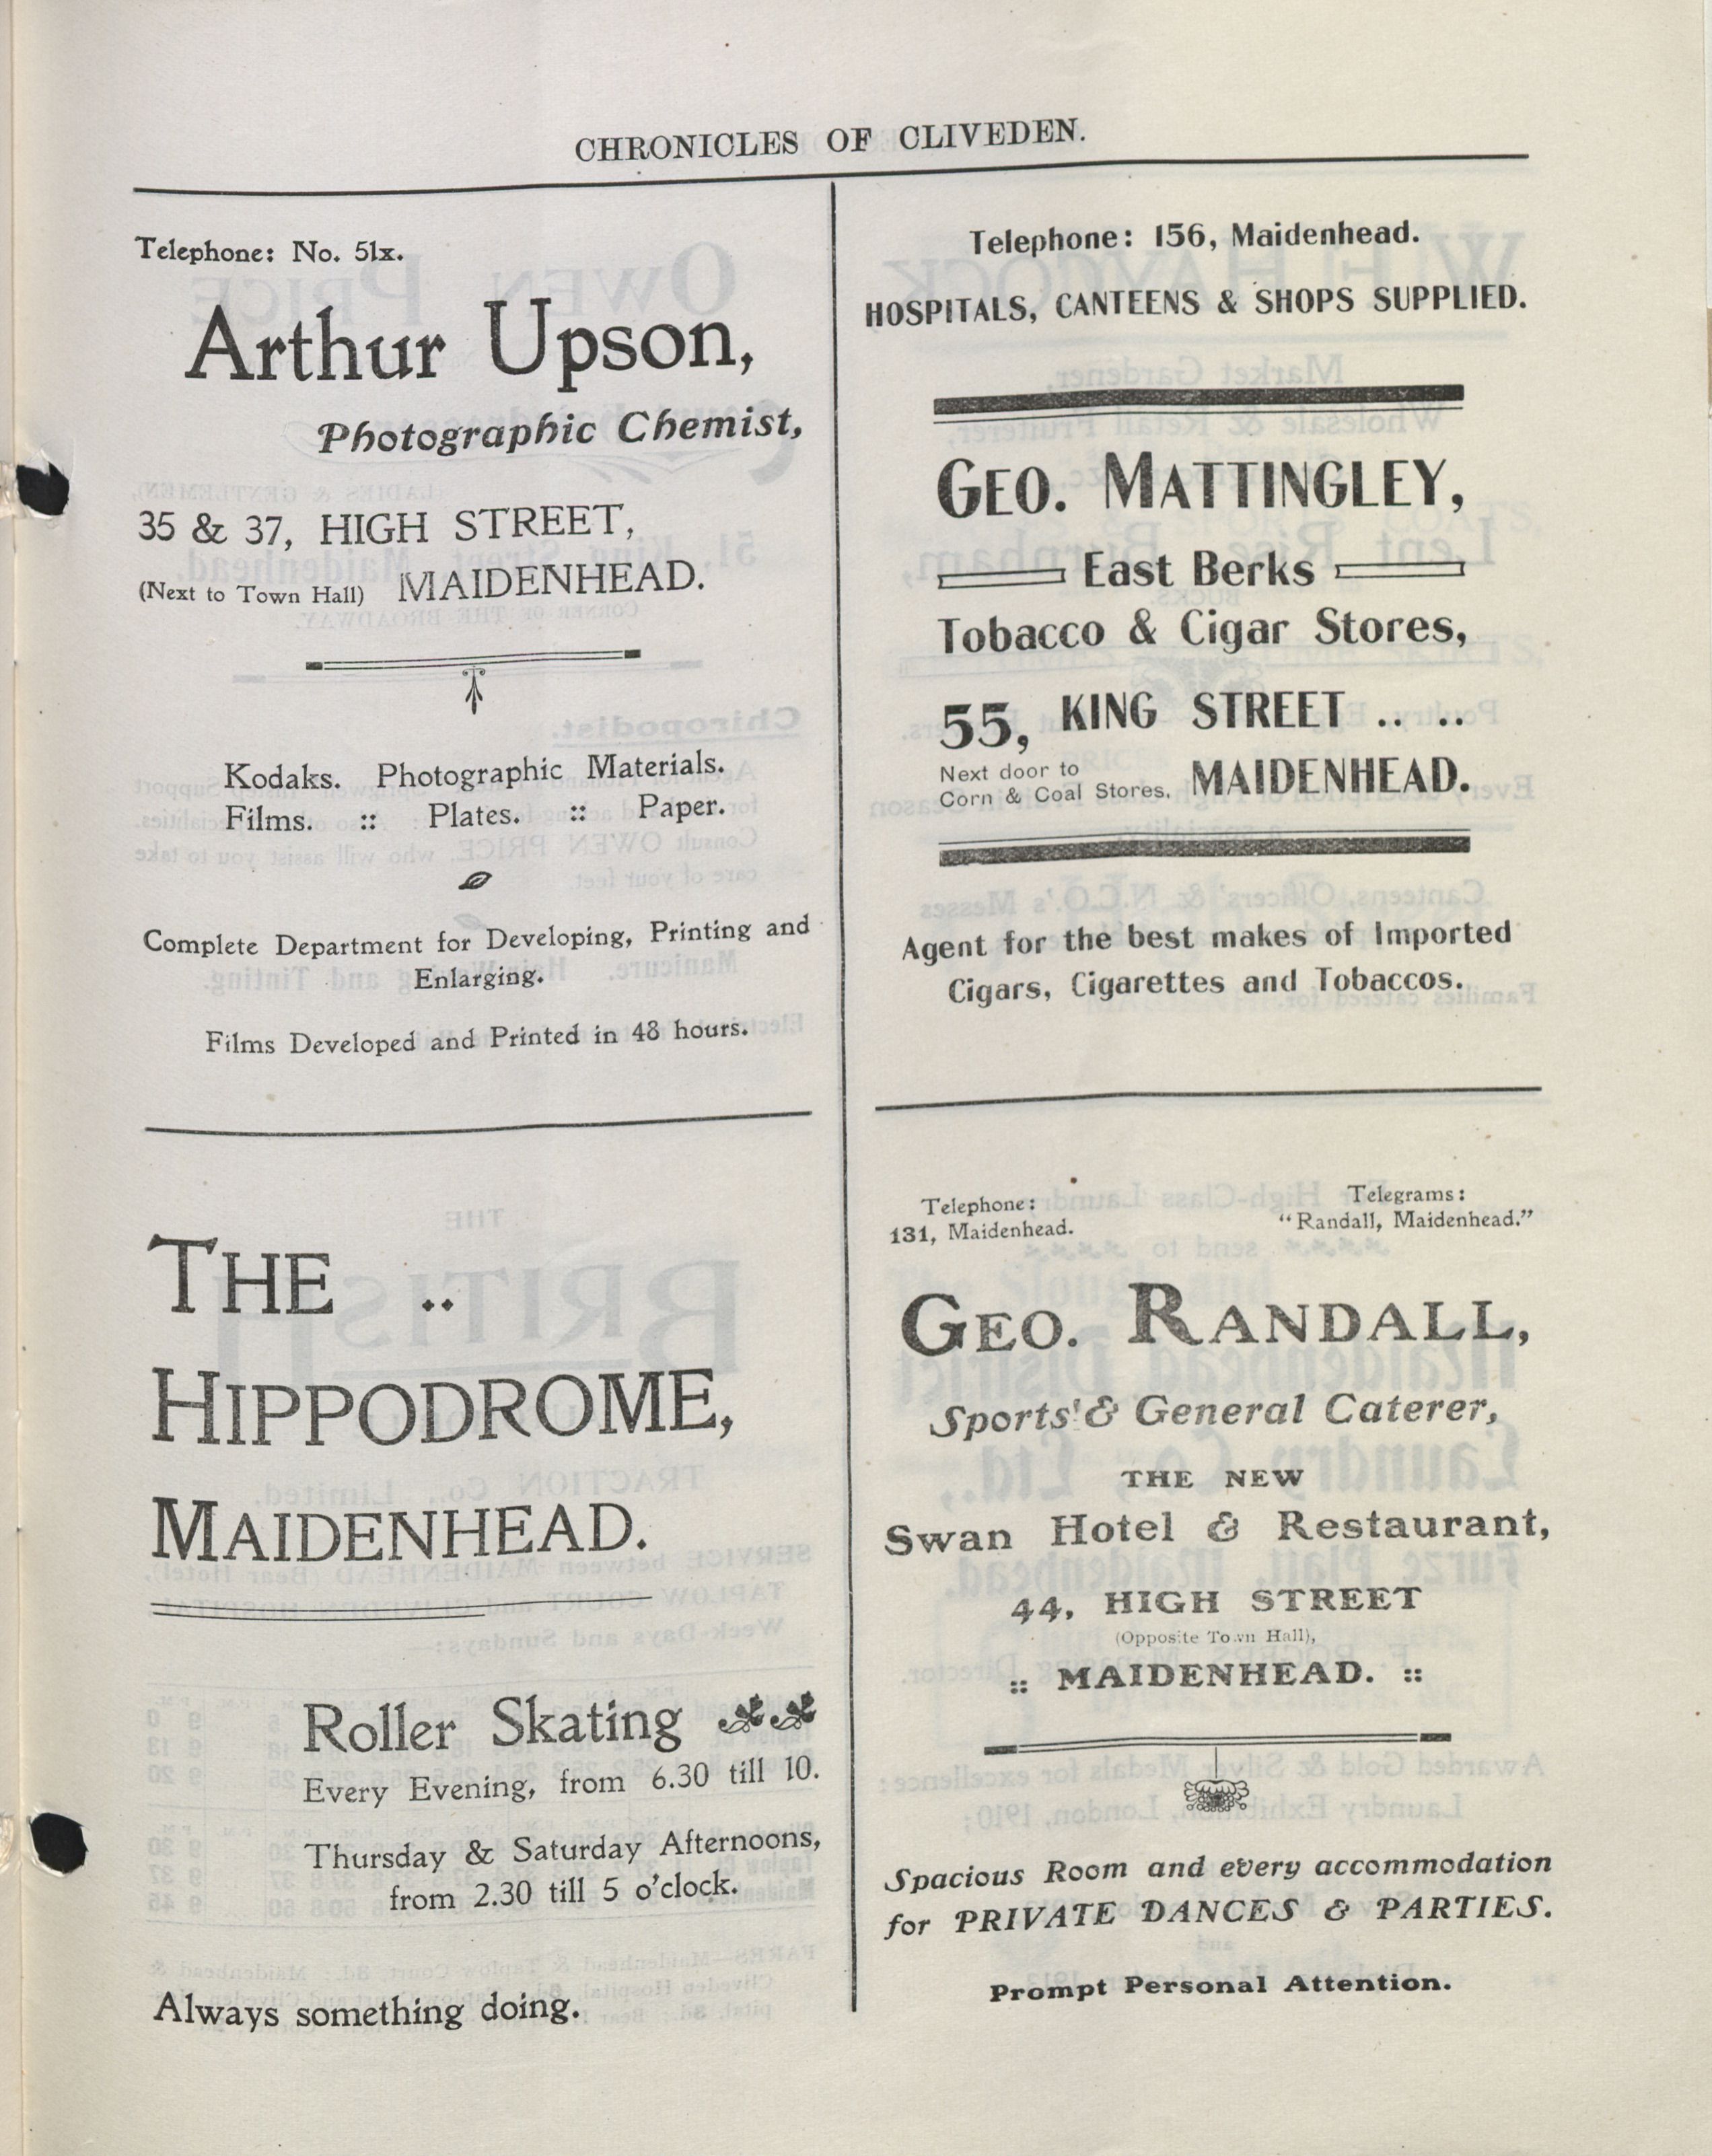 CHRONICLES OF CLIVEDEN.
Telephone: No. 51x.
Arthur Upson,
Photographic Chemist,
35 & 37, HIGH STREET,
(Next to Town Hall) MAIDENHEAD.
Kodaks. Photographic Materials.
Films. :: Plates. :: Paper.
Complete Department for Developing, Printing and
Enlarging.
Films Developed and Printed in 48 hours.
THE ..
HIPPODROME,
MAIDENHEAD.
Roller Skating
Every Evening, from 6.30 till 10.
Thursday & Saturday Afternoons,
from 2.30 till 5 o'clock.
Always something doing.
Telephone: 156, Maidenhead.
HOSPITALS, CANTEENS & SHOPS SUPPLIED.
GEO. MATTINGLEY,
East Berks
Tobacco & Cigar Stores,
55, KING STREET .. ..
Next door to
Corn & Coal Stores. MAIDENHEAD.
Agent for the best makes of Imported
Cigars, Cigarettes and Tobaccos.
Telephone: Telegrams:
131, Maidenhead. "Randall, Maidenhead."
GEO. RANDALL,
Sports' & General Caterer,
THE NEW
Swan Hotel & Restaurant,
44, HIGH STREET
(Opposite Town Hall),
:: MAIDENHEAD. ::
Spacious Room and every accommodation
for PRIVATE DANCES & PARTIES.
Prompt Personal Attention.